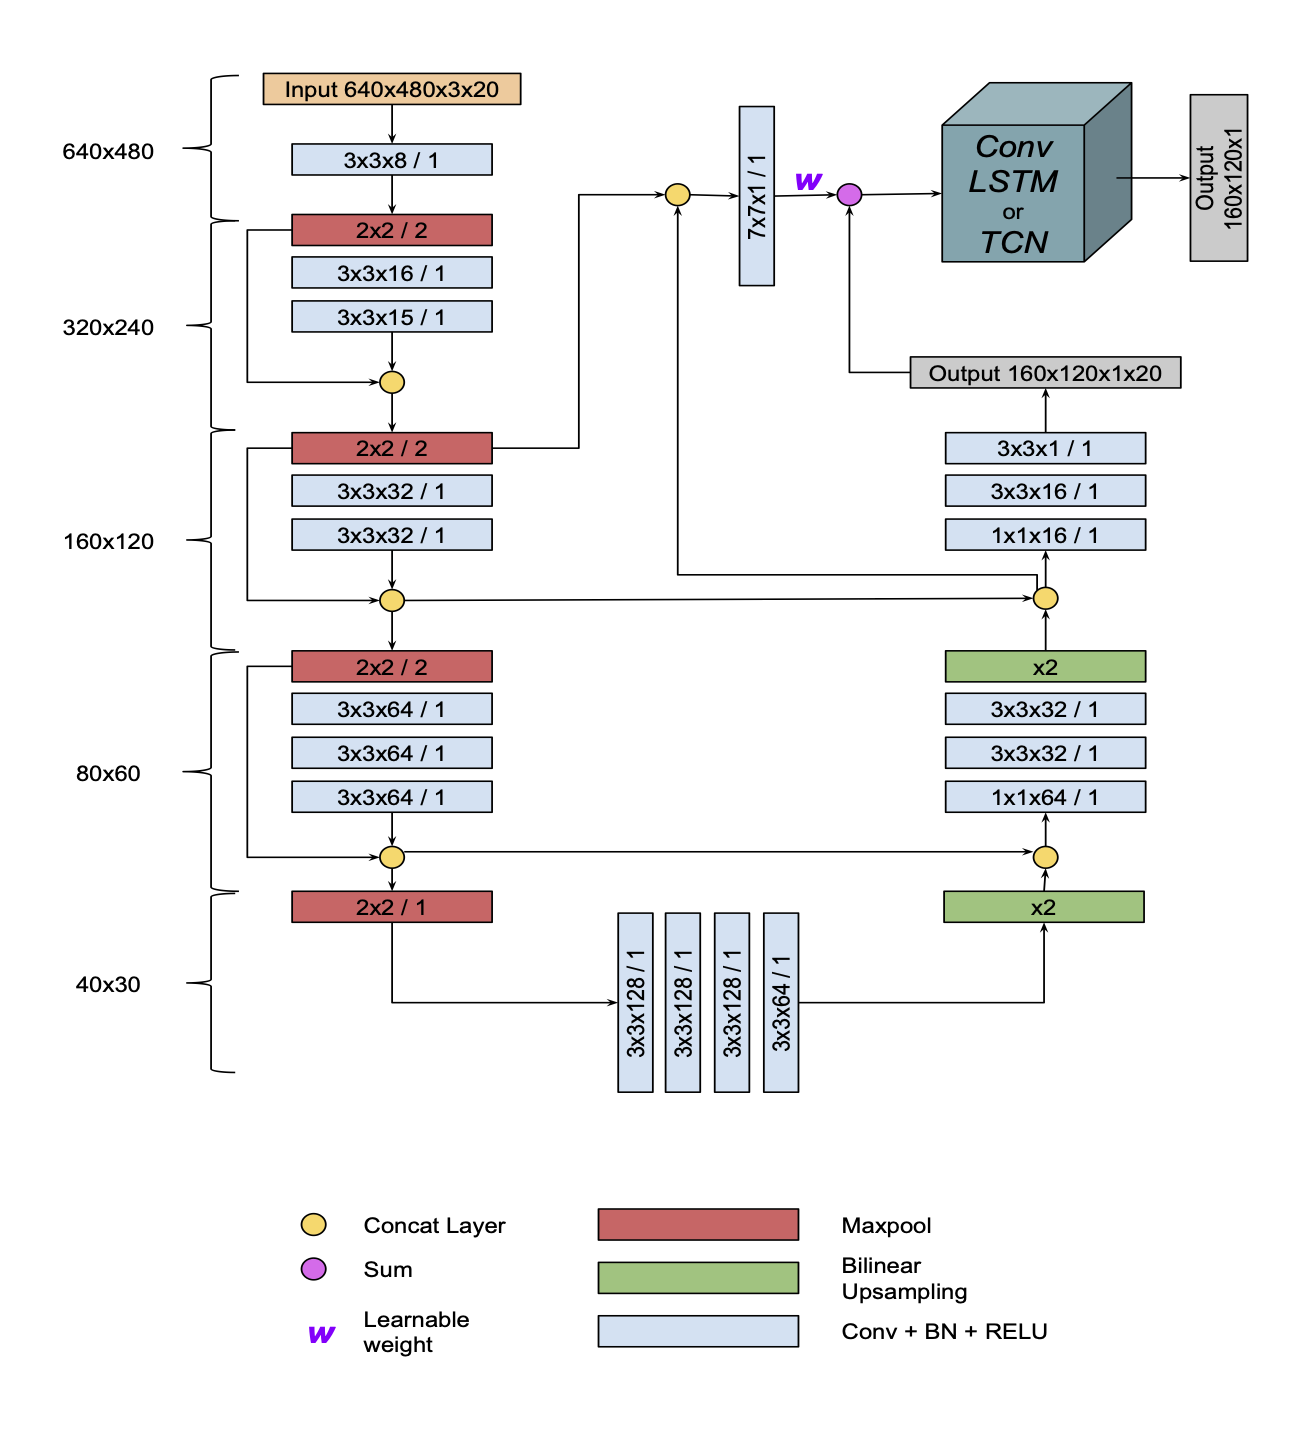 Input 640x480x3x20
640x480
3x3x8 / 1
2x2 / 2
3x3x16 / 1
320x240
3x3x15 / 1
2x2 / 2
3x3x32 / 1
160x120
3x3x32 / 1
2x2 / 2
3x3x64 / 1
3x3x64 / 1
80x60
3x3x64 / 1
2x2 / 1
40x30
3x3x128 / 1
3x3x128 / 1
3x3x128 / 1
3x3x64 / 1
x2
1x1x64 / 1
3x3x32 / 1
3x3x32 / 1
x2
1x1x16 / 1
3x3x16 / 1
3x3x1 / 1
Output 160x120x1x20
7x7x1 / 1
w
Conv
LSTM
or
TCN
Output
160x120x1
Concat Layer
Sum
w
Learnable
weight
Maxpool
Bilinear
Upsampling
Conv + BN + RELU